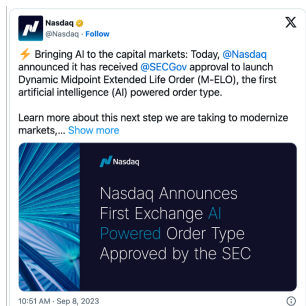 Nasdaq
@Nasdaq · Follow
⚡ Bringing AI to the capital markets: Today, @Nasdaq
announced it has received @SECGov approval to launch
Dynamic Midpoint Extended Life Order (M-ELO), the first
artificial intelligence (AI) powered order type.
Learn more about this next step we are taking to modernize
markets,... Show more
Nasdaq
Nasdaq Announces
First Exchange AI
Powered Order Type
Approved by the SEC
10:51 AM · Sep 8, 2023